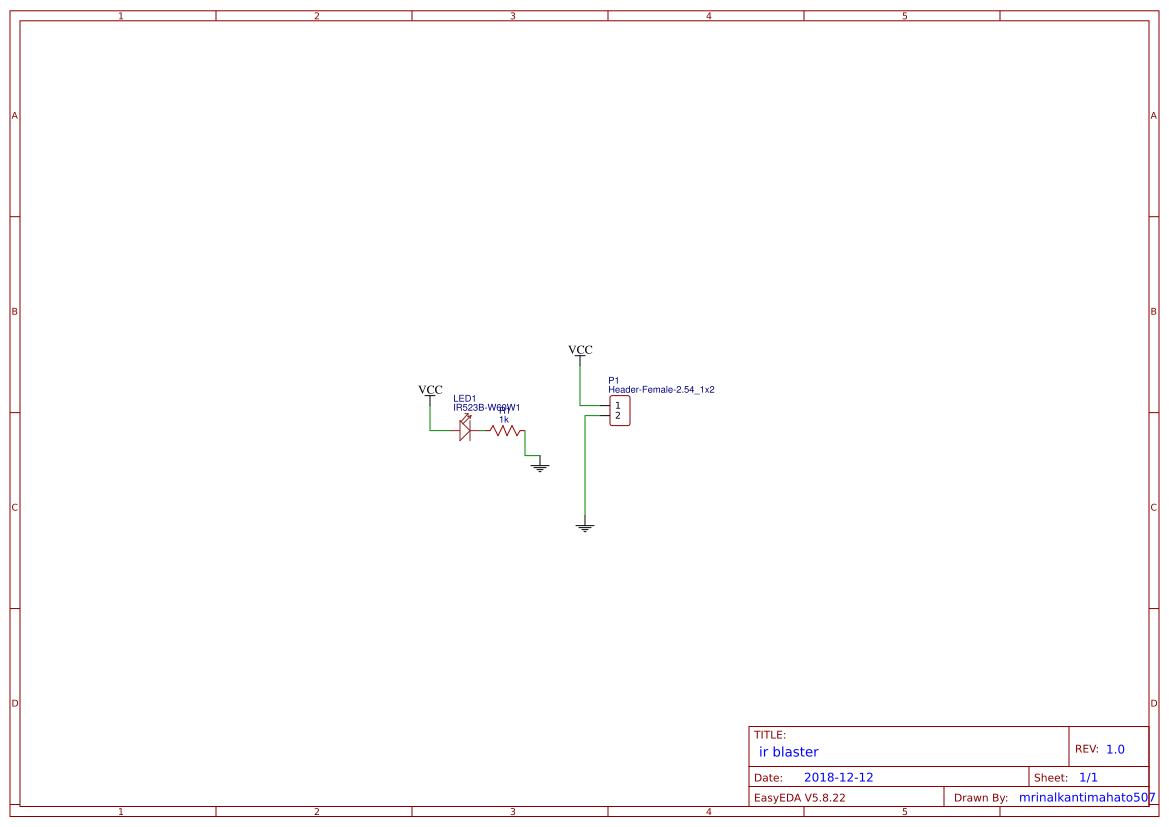 1 2 3 4 5
A A
VCC
P1
Header-Female-2.54_1x2
1
2
VCC
LED1
IR523B-W60W1
R1
1k
B B
C C
D D
TITLE:
ir blaster
REV: 1.0
Date: 2018-12-12
Sheet: 1/1
EasyEDA V5.8.22
Drawn By: mrinalkantimahato507
1 2 3 4 5